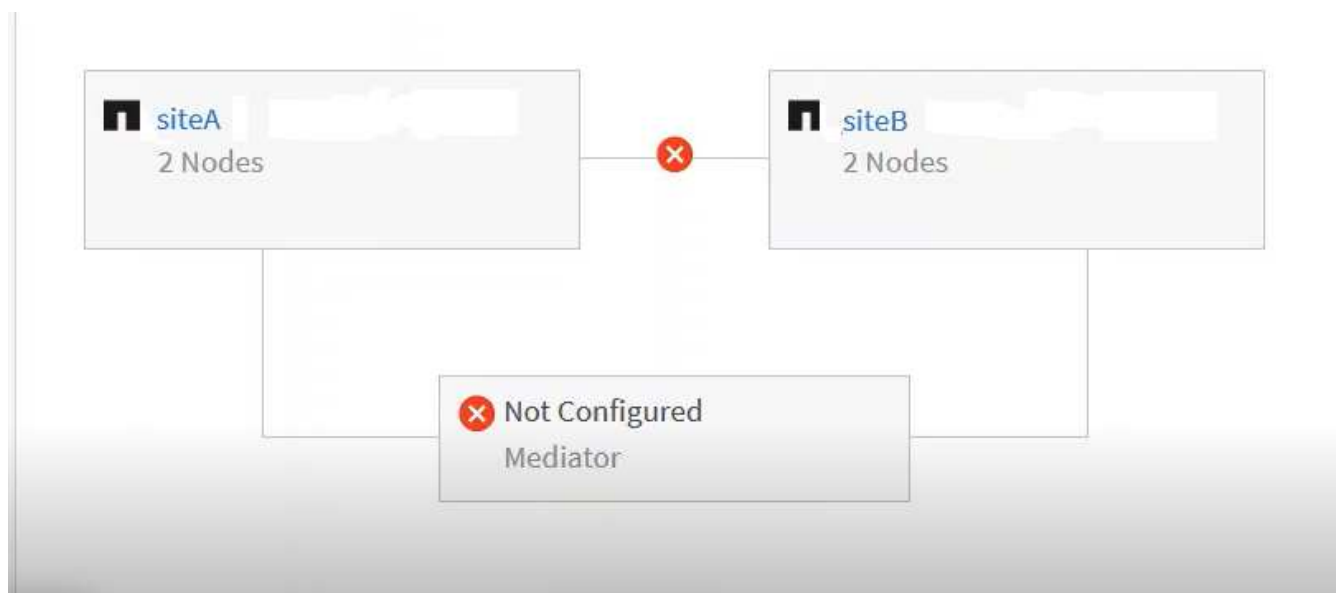 siteA
2 Nodes
siteB
2 Nodes
Not Configured
Mediator